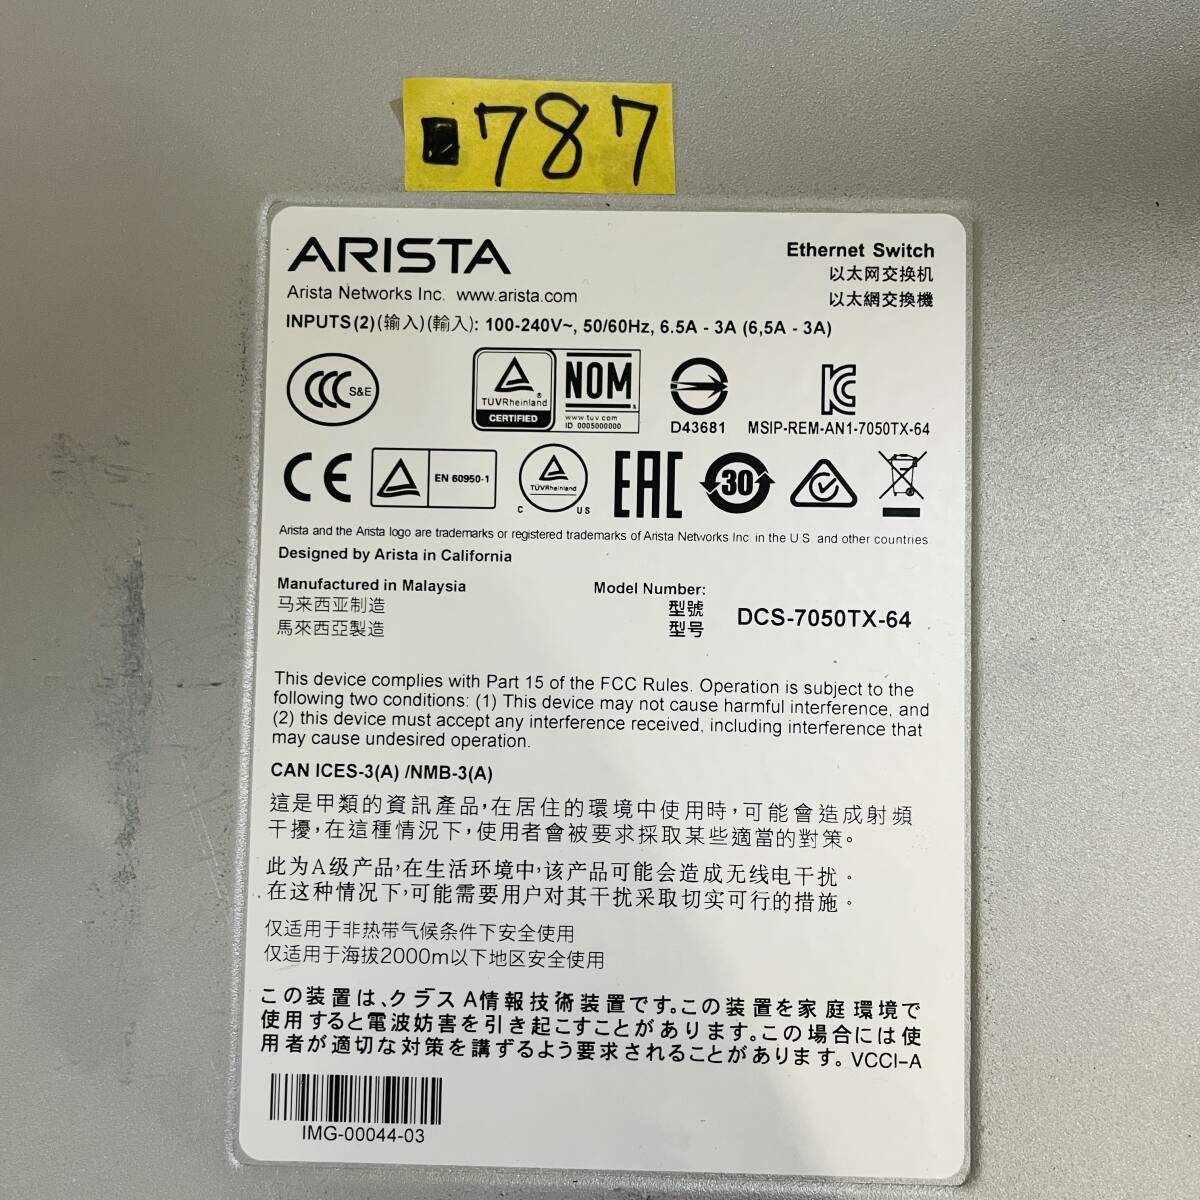 ■787
ARISTA
Ethernet Switch
以太网交换机
以太網交換機
Arista Networks Inc. www.arista.com
INPUTS(2)(输入)(輸入): 100-240V~, 50/60Hz, 6.5A - 3A (6,5A - 3A)
CCC S&E
TÜVRheinland®
CERTIFIED
NOM
www.tuv.com
ID 0005000000
D43681
MSIP-REM-AN1-7050TX-64
CE
EN 60950-1
TÜVRheinland
C US
EAC
30
Arista and the Arista logo are trademarks or registered trademarks of Arista Networks Inc. in the U.S. and other countries
Designed by Arista in California
Manufactured in Malaysia
马来西亚制造
馬來西亞製造
Model Number:
型號
型号
DCS-7050TX-64
This device complies with Part 15 of the FCC Rules. Operation is subject to the
following two conditions: (1) This device may not cause harmful interference, and
(2) this device must accept any interference received, including interference that
may cause undesired operation.
CAN ICES-3(A) /NMB-3(A)
這是甲類的資訊產品，在居住的環境中使用時，可能會造成射頻
干擾，在這種情況下，使用者會被要求採取某些適當的對策。
此为A级产品，在生活环境中，该产品可能会造成无线电干扰。
在这种情况下，可能需要用户对其干扰采取切实可行的措施。
仅适用于非热带气候条件下安全使用
仅适用于海拔2000m以下地区安全使用
この装置は、クラスA情報技術装置です。この装置を家庭環境で
使用すると電波妨害を引き起こすことがあります。この場合には使
用者が適切な対策を講ずるよう要求されることがあります。VCCI-A
IMG-00044-03